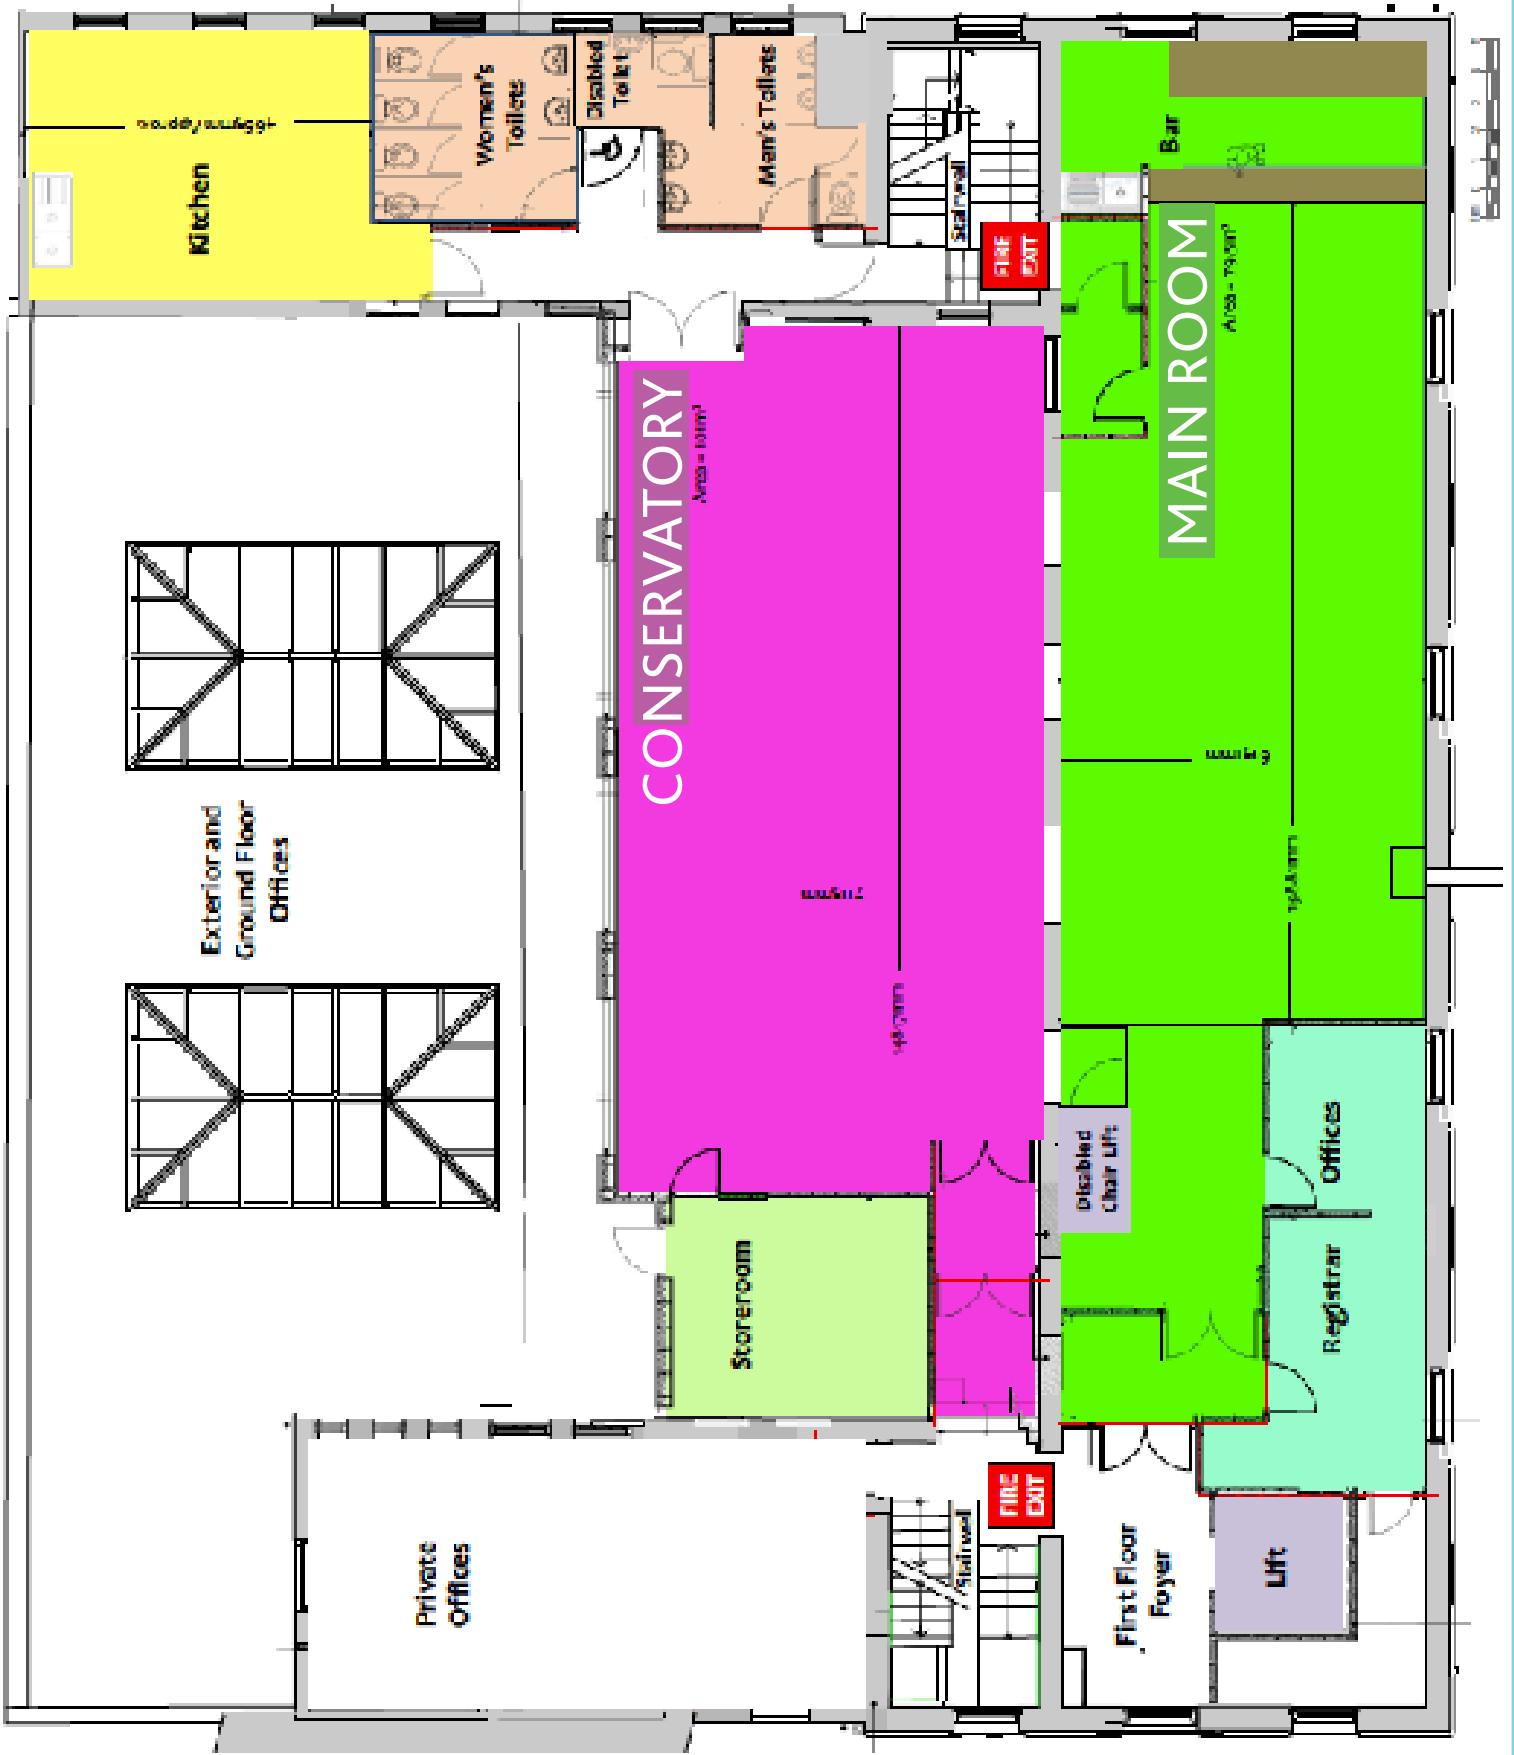 Kitchen
Women's
Toilets
Disabled
Toilet
Men's Toilets
Stairwell
FIRE
EXIT
Bar
MAIN ROOM
CONSERVATORY
Exterior and
Ground Floor
Offices
Disabled
Chair Lift
Offices
Registrar
Storeroom
Private
Offices
Stairwell
FIRE
EXIT
First Floor
Foyer
Lift